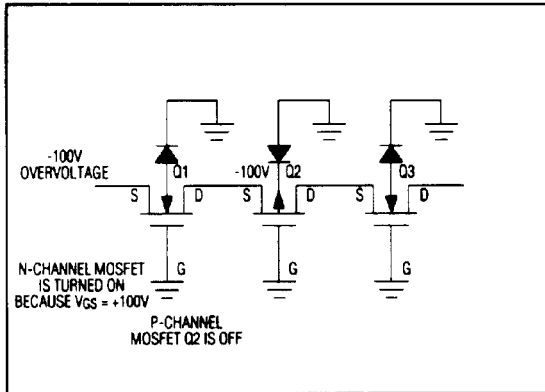 -100V
OVERVOLTAGE
Q1
-100V
Q2
Q3
S
D
S
D
S
D
G
G
G
N-CHANNEL MOSFET
IS TURNED ON
BECAUSE VGS = +100V
P-CHANNEL
MOSFET Q2 IS OFF